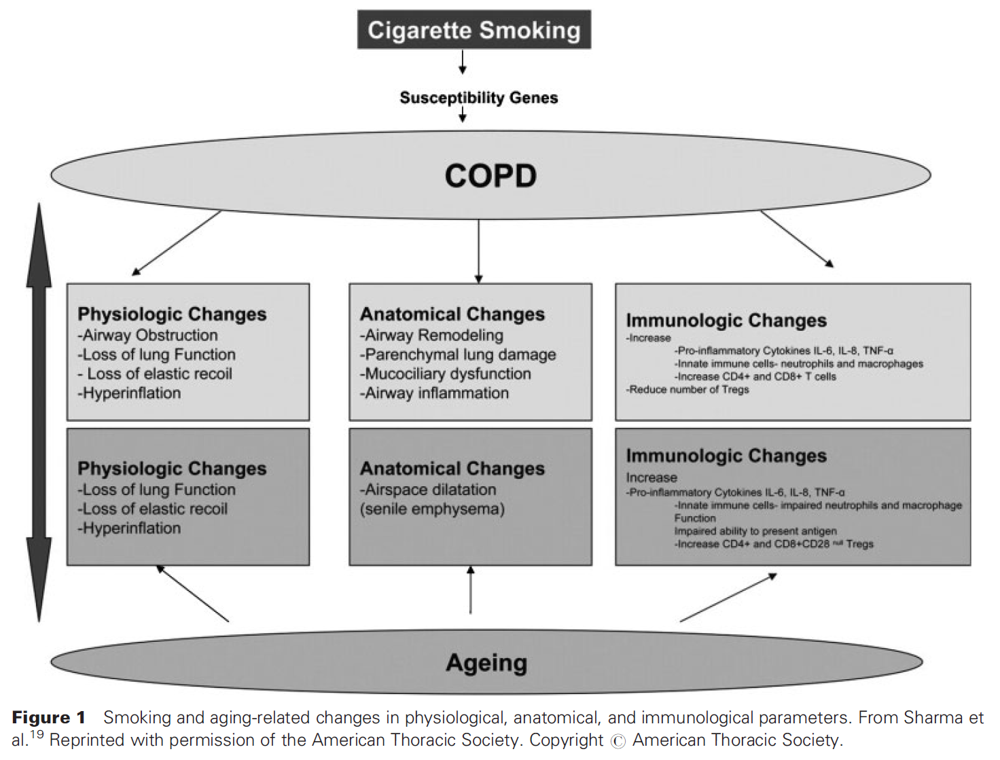 Cigarette Smoking
Susceptibility Genes
COPD
Physiologic Changes
-Airway Obstruction
-Loss of lung Function
- Loss of elastic recoil
-Hyperinflation
Anatomical Changes
-Airway Remodeling
-Parenchymal lung damage
-Mucociliary dysfunction
-Airway inflammation
Immunologic Changes
-Increase
-Pro-inflammatory Cytokines IL-6, IL-8, TNF-α
-Innate immune cells- neutrophils and macrophages
-Increase CD4+ and CD8+ T cells
-Reduce number of Tregs
Physiologic Changes
-Loss of lung Function
-Loss of elastic recoil
-Hyperinflation
Anatomical Changes
-Airspace dilatation
(senile emphysema)
Immunologic Changes
Increase
-Pro-inflammatory Cytokines IL-6, IL-8, TNF-α
-Innate immune cells- impaired neutrophils and macrophage
Function
Impaired ability to present antigen
-Increase CD4+ and CD8+CD28 null Tregs
Ageing
Figure 1 Smoking and aging-related changes in physiological, anatomical, and immunological parameters. From Sharma et
al.19 Reprinted with permission of the American Thoracic Society. Copyright © American Thoracic Society.